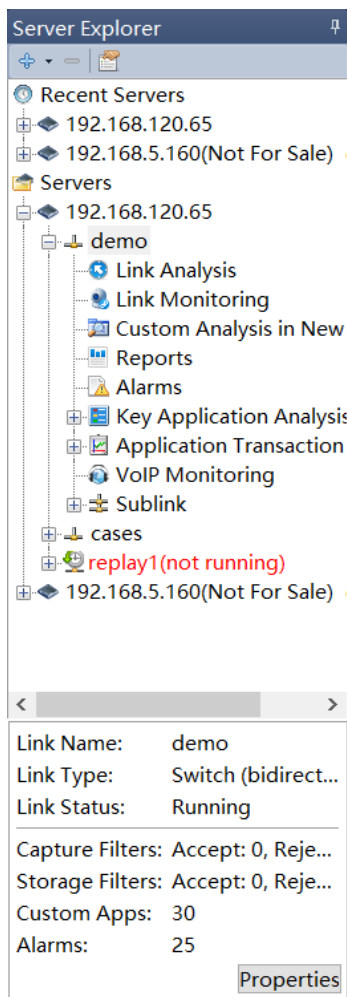 Server Explorer
Recent Servers
192.168.120.65
192.168.5.160(Not For Sale)
Servers
192.168.120.65
demo
Link Analysis
Link Monitoring
Custom Analysis in New
Reports
Alarms
Key Application Analysis
Application Transaction
VoIP Monitoring
Sublink
cases
replay1(not running)
192.168.5.160(Not For Sale)
Link Name: demo
Link Type: Switch (bidirect...
Link Status: Running
Capture Filters: Accept: 0, Reje...
Storage Filters: Accept: 0, Reje...
Custom Apps: 30
Alarms: 25
Properties